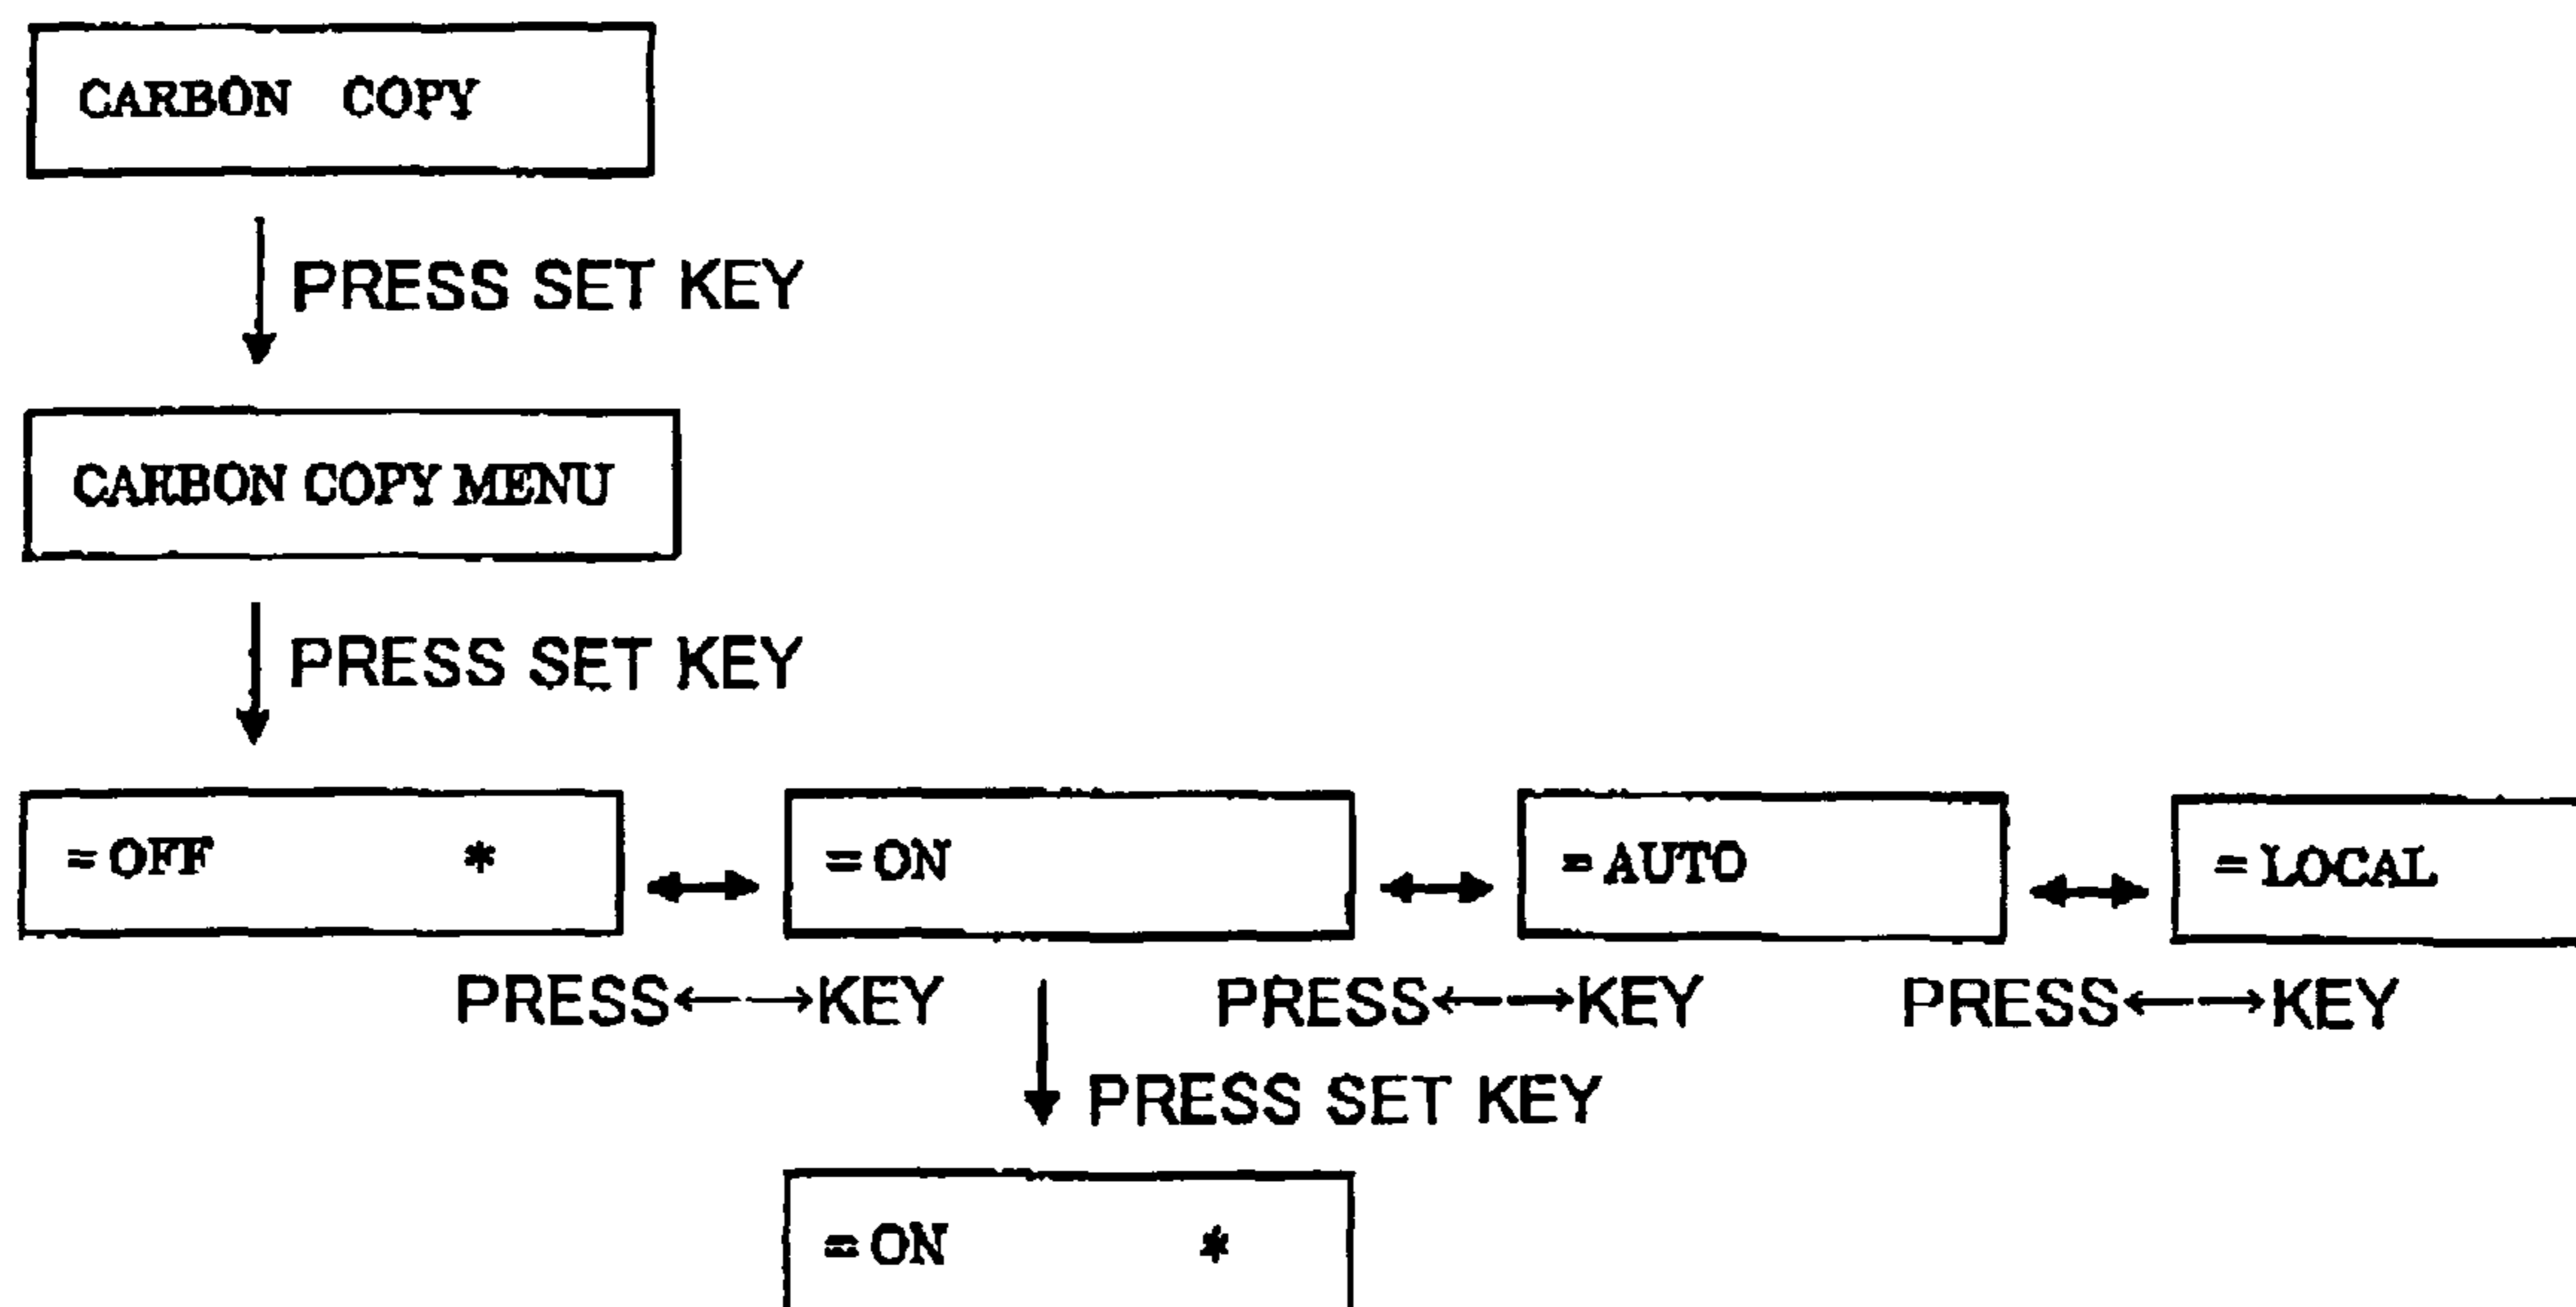 CARBON COPY
PRESS SET KEY
CARBON COPY MENU
PRESS SET KEY
= OFF *
= ON
= AUTO
= LOCAL
PRESS ←—→ KEY
PRESS ←—→ KEY
PRESS ←—→ KEY
PRESS SET KEY
= ON *